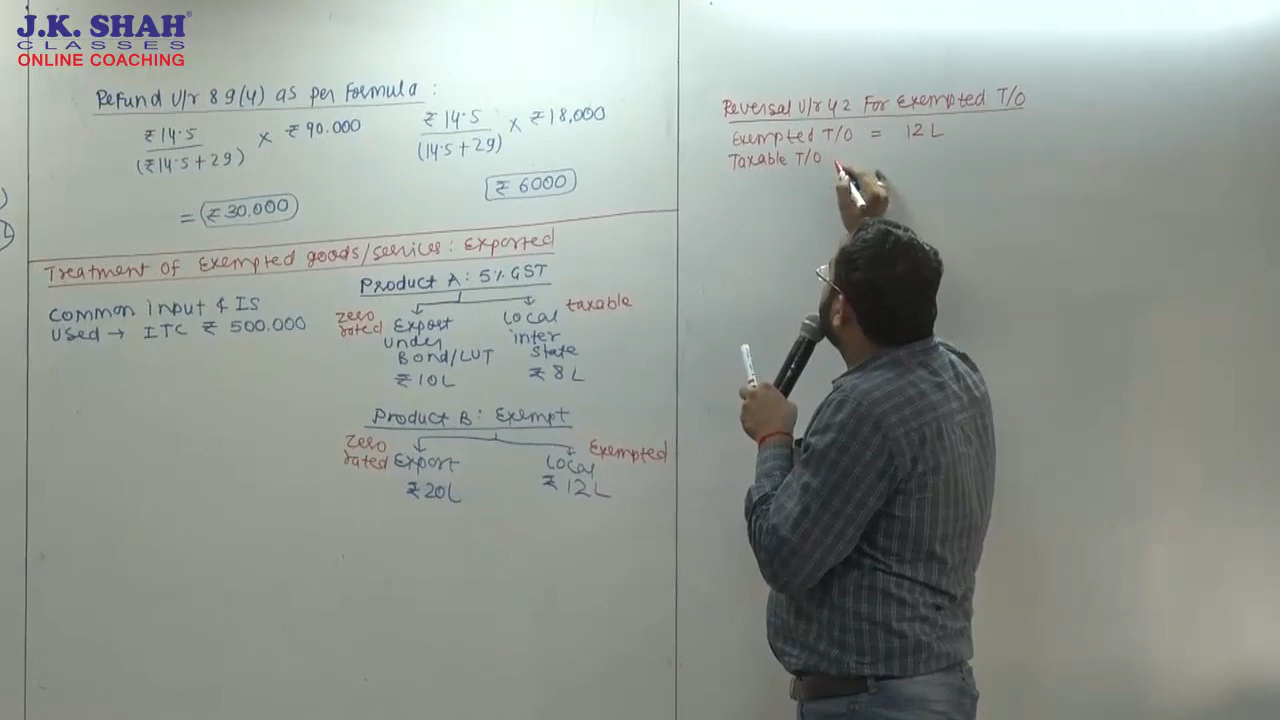 J.K. SHAH®
CLASSES
ONLINE COACHING
Refund U/r 89(4) as per Formula:
₹14.5 / (₹14.5+29) × ₹90.000
= ₹30.000
₹14.5 / (14.5+29) × ₹18,000
₹6000
Treatment of Exempted goods/services: Exported
Common input & IS
used → ITC ₹500.000
Product A: 5% GST
zero rated Export
under
Bond/LUT
₹10L
Local taxable
inter
state
₹8L
Product B: Exempt
zero rated Export
₹20L
Local Exempted
₹12L
Reversal U/r 42 For Exempted T/O
Exempted T/O = 12L
Taxable T/O